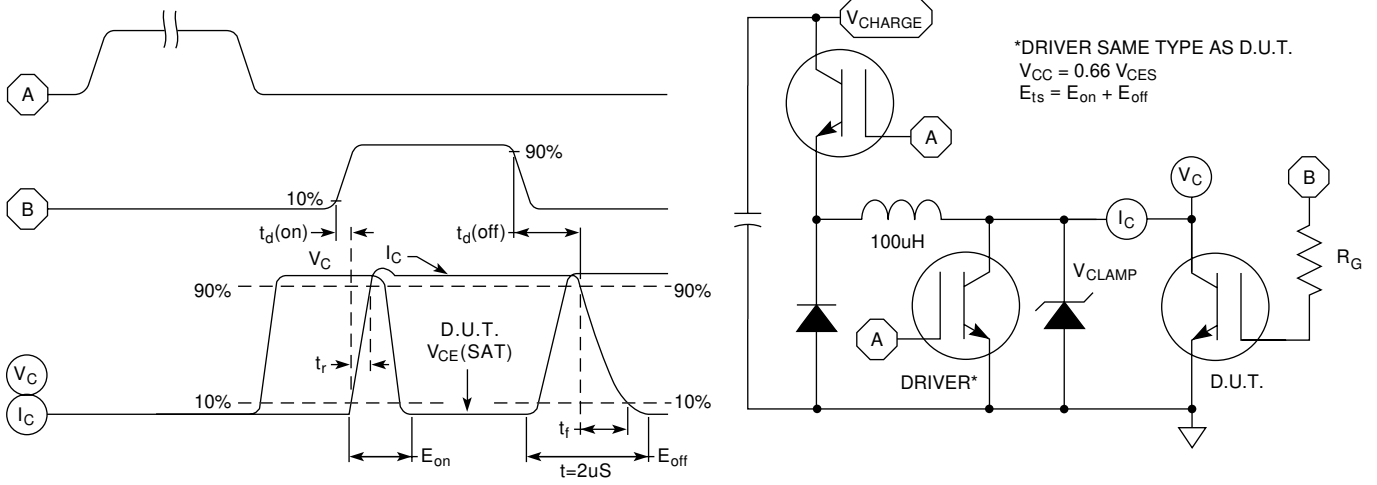 A
B
10%
90%
td(on)
td(off)
VC
IC
90%
90%
D.U.T.
VCE(SAT)
tr
VC
IC
10%
10%
tf
Eon
t=2uS
Eoff
VCHARGE
*DRIVER SAME TYPE AS D.U.T.
VCC = 0.66 VCES
Ets = Eon + Eoff
A
VC
B
IC
100uH
RG
VCLAMP
A
DRIVER*
D.U.T.